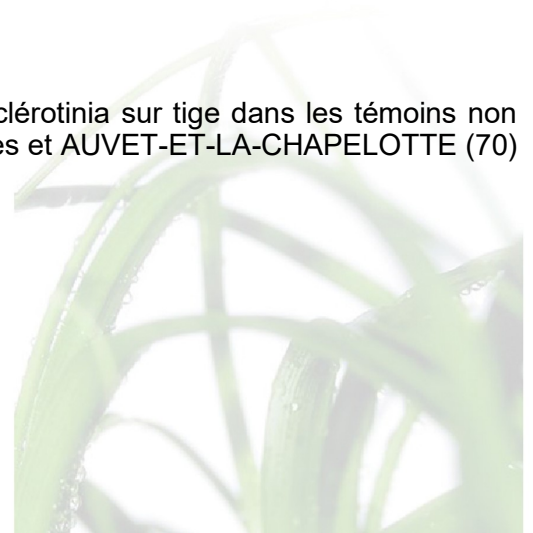 clérotinia sur tige dans les témoins non
es et AUVET-ET-LA-CHAPELOTTE (70)